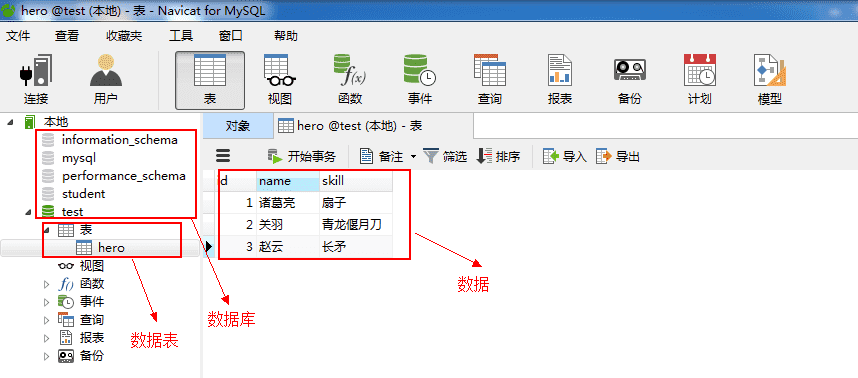 hero @test (本地) - 表 - Navicat for MySQL
文件 查看 收藏夹 工具 窗口 帮助
连接 用户 表 视图 函数 事件 查询 报表 备份 计划 模型
本地
information_schema
mysql
performance_schema
student
test
表
hero
视图
函数
事件
查询
报表
备份
对象 hero @test (本地) - 表
开始事务 备注 筛选 排序 导入 导出
id name skill
1 诸葛亮 扇子
2 关羽 青龙偃月刀
3 赵云 长矛
数据
数据库
数据表